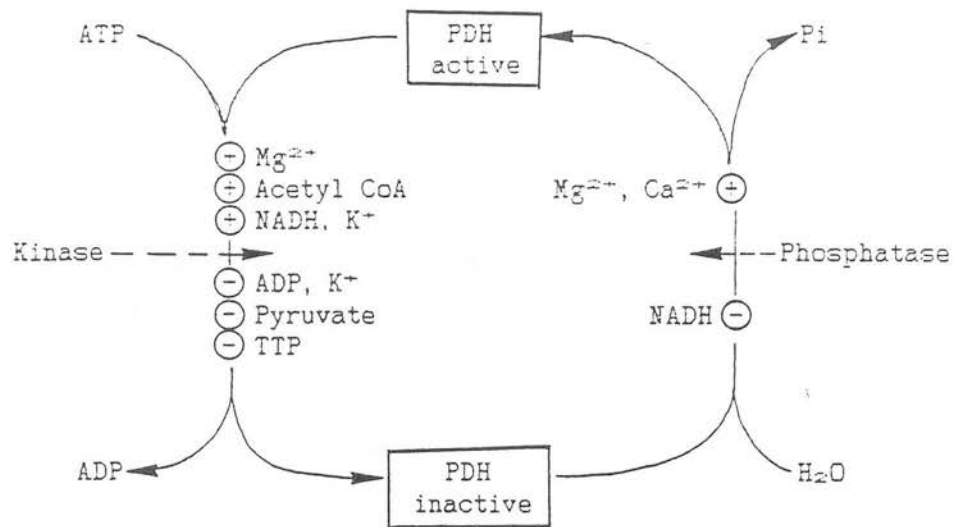 ATP
PDH
active
Pi
⊕ Mg²⁺
⊕ Acetyl CoA
⊕ NADH, K⁺
Mg²⁺, Ca²⁺ ⊕
Kinase
Phosphatase
⊖ ADP, K⁺
⊖ Pyruvate
⊖ TTP
NADH ⊖
ADP
PDH
inactive
H₂O